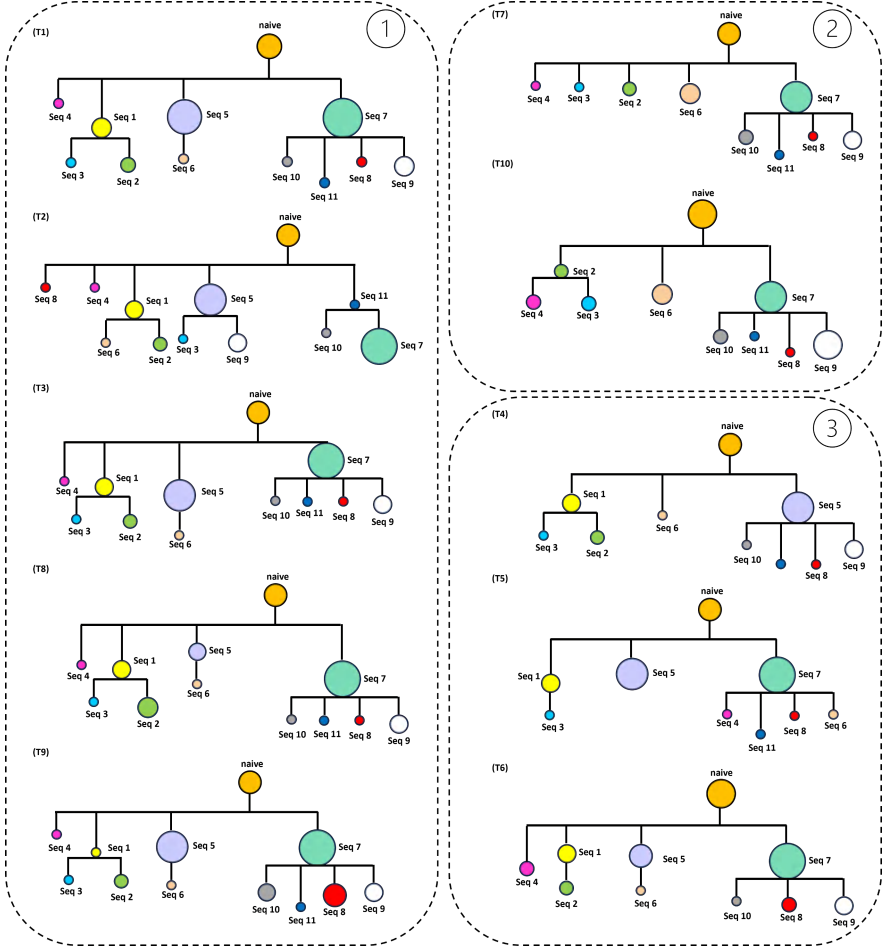 (T1)
naive
1
Seq 4
Seq 1
Seq 5
Seq 7
Seq 3
Seq 2
Seq 6
Seq 10
Seq 11
Seq 8
Seq 9
(T2)
naive
Seq 8
Seq 4
Seq 1
Seq 5
Seq 11
Seq 6
Seq 2
Seq 3
Seq 9
Seq 10
Seq 7
(T3)
naive
Seq 4
Seq 1
Seq 5
Seq 7
Seq 3
Seq 2
Seq 6
Seq 10
Seq 11
Seq 8
Seq 9
(T8)
naive
Seq 4
Seq 1
Seq 5
Seq 7
Seq 3
Seq 2
Seq 6
Seq 10
Seq 11
Seq 8
Seq 9
(T9)
naive
Seq 4
Seq 1
Seq 5
Seq 7
Seq 3
Seq 2
Seq 6
Seq 10
Seq 11
Seq 8
Seq 9
(T7)
naive
2
Seq 4
Seq 3
Seq 2
Seq 6
Seq 7
Seq 10
Seq 11
Seq 8
Seq 9
(T10)
naive
Seq 2
Seq 4
Seq 3
Seq 6
Seq 7
Seq 10
Seq 11
Seq 8
Seq 9
(T4)
naive
3
Seq 1
Seq 6
Seq 5
Seq 3
Seq 2
Seq 10
Seq 8
Seq 9
(T5)
naive
Seq 1
Seq 5
Seq 7
Seq 3
Seq 4
Seq 11
Seq 8
Seq 6
(T6)
naive
Seq 4
Seq 1
Seq 5
Seq 7
Seq 2
Seq 6
Seq 10
Seq 8
Seq 9